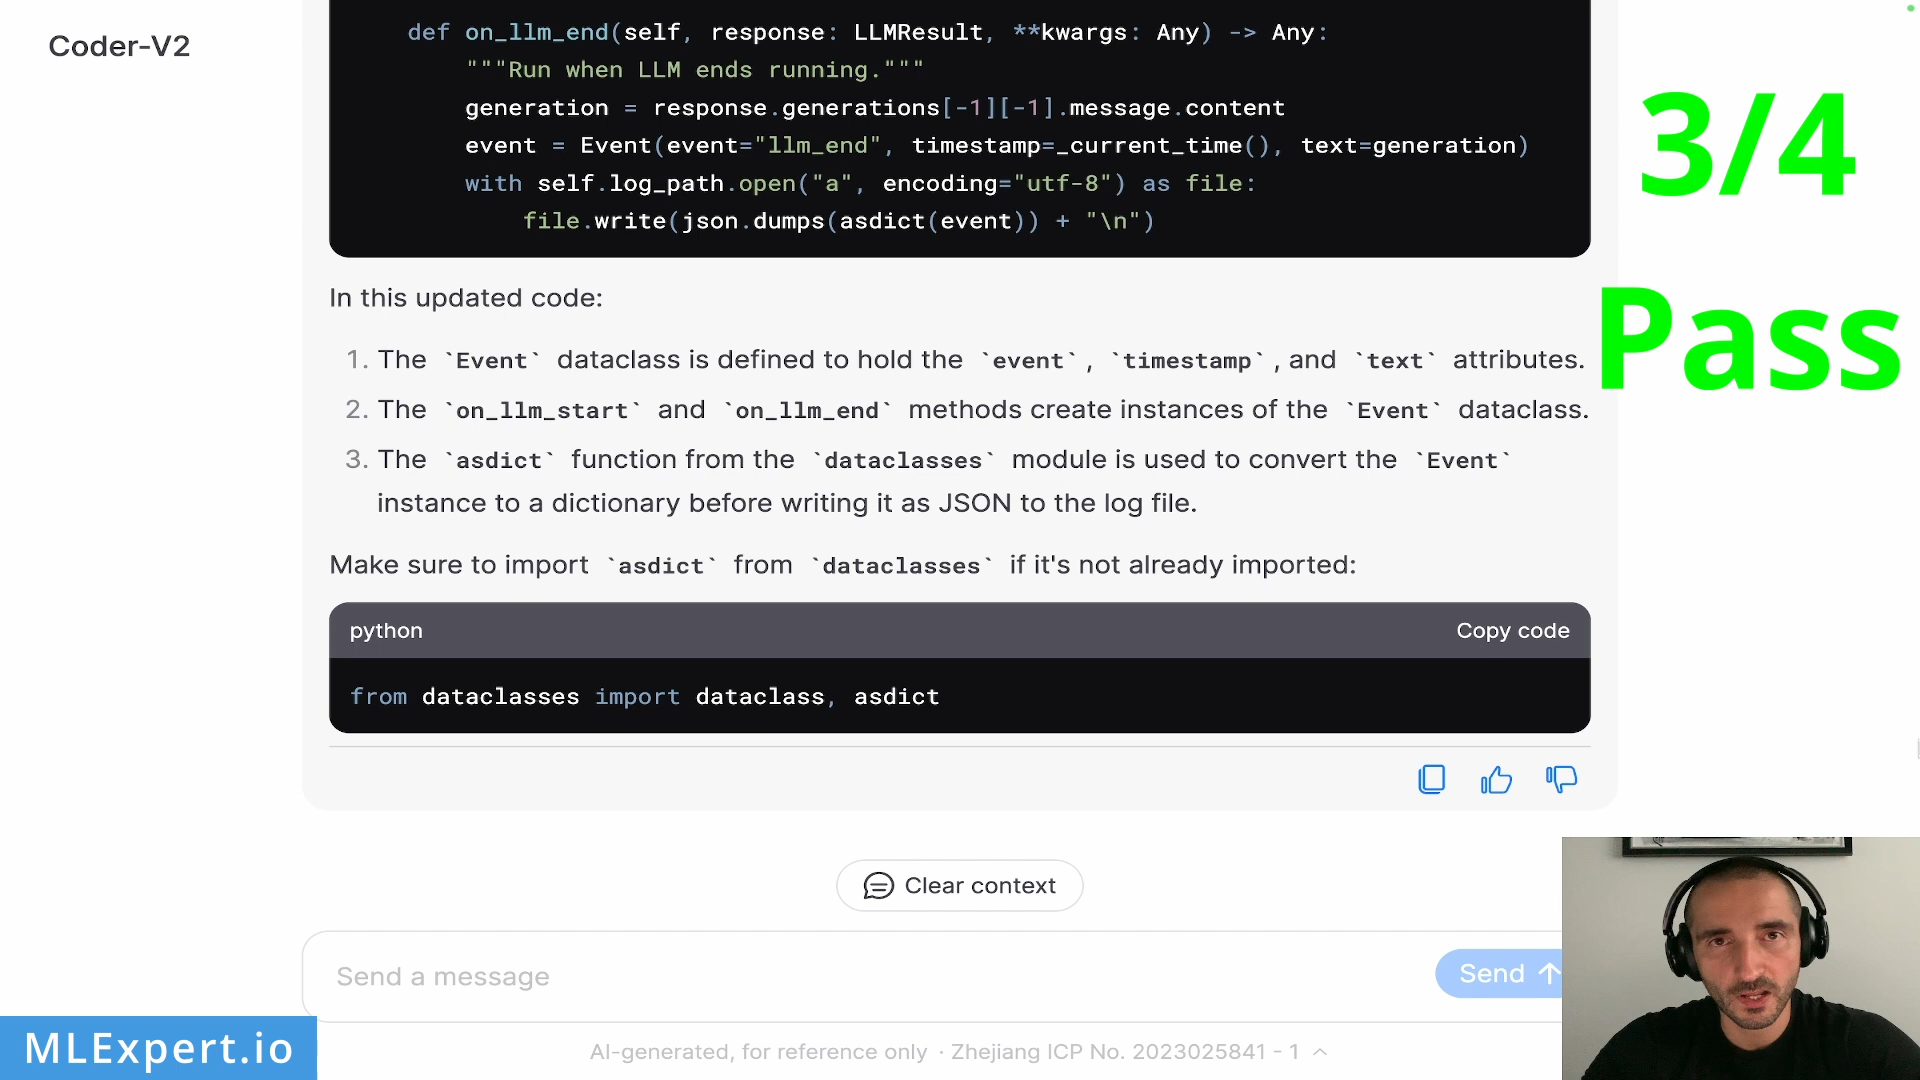 Coder-V2
def on_llm_end(self, response: LLMResult, **kwargs: Any) -> Any:
"""Run when LLM ends running."""
generation = response.generations[-1][-1].message.content
event = Event(event="llm_end", timestamp=_current_time(), text=generation)
with self.log_path.open("a", encoding="utf-8") as file:
file.write(json.dumps(asdict(event)) + "\n")
3/4
Pass
In this updated code:
1. The `Event` dataclass is defined to hold the `event`, `timestamp`, and `text` attributes.
2. The `on_llm_start` and `on_llm_end` methods create instances of the `Event` dataclass.
3. The `asdict` function from the `dataclasses` module is used to convert the `Event`
instance to a dictionary before writing it as JSON to the log file.
Make sure to import `asdict` from `dataclasses` if it's not already imported:
python Copy code
from dataclasses import dataclass, asdict
Clear context
Send a message
Send ↑
MLExpert.io
AI-generated, for reference only · Zhejiang ICP No. 2023025841 - 1